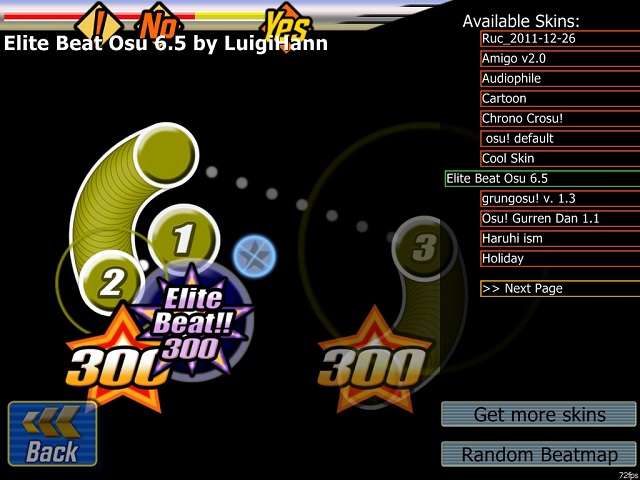 ! No Yes
Elite Beat Osu 6.5 by LuigiHann
Available Skins:
Ruc_2011-12-26
Amigo v2.0
Audiophile
Cartoon
Chrono Crosu!
osu! default
Cool Skin
Elite Beat Osu 6.5
grungosu! v. 1.3
Osu! Gurren Dan 1.1
Haruhi ism
Holiday
>> Next Page
1
2
3
Elite
Beat!!
300
300
300
Back
Get more skins
Random Beatmap
72fps